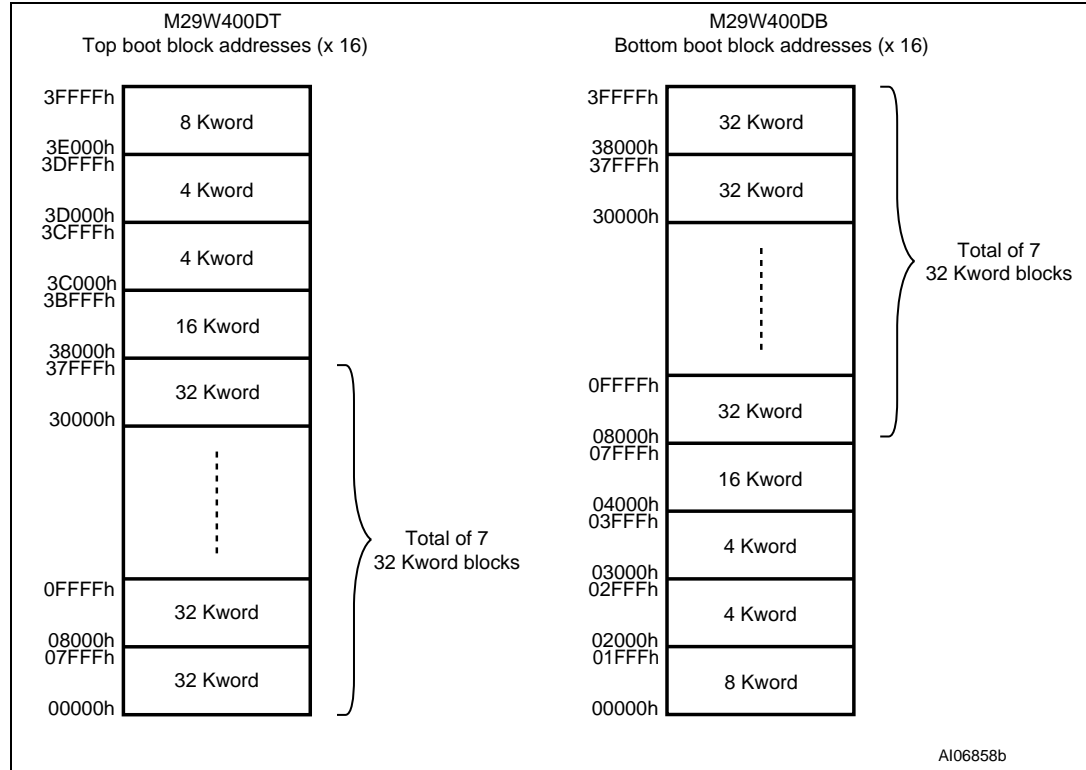 M29W400DT
Top boot block addresses (x 16)
3FFFFh
8 Kword
3E000h
3DFFFh
4 Kword
3D000h
3CFFFh
4 Kword
3C000h
3BFFFh
16 Kword
38000h
37FFFh
32 Kword
30000h
Total of 7
32 Kword blocks
0FFFFh
32 Kword
08000h
07FFFh
32 Kword
00000h
M29W400DB
Bottom boot block addresses (x 16)
3FFFFh
32 Kword
38000h
37FFFh
32 Kword
30000h
Total of 7
32 Kword blocks
0FFFFh
32 Kword
08000h
07FFFh
16 Kword
04000h
03FFFh
4 Kword
03000h
02FFFh
4 Kword
02000h
01FFFh
8 Kword
00000h
AI06858b